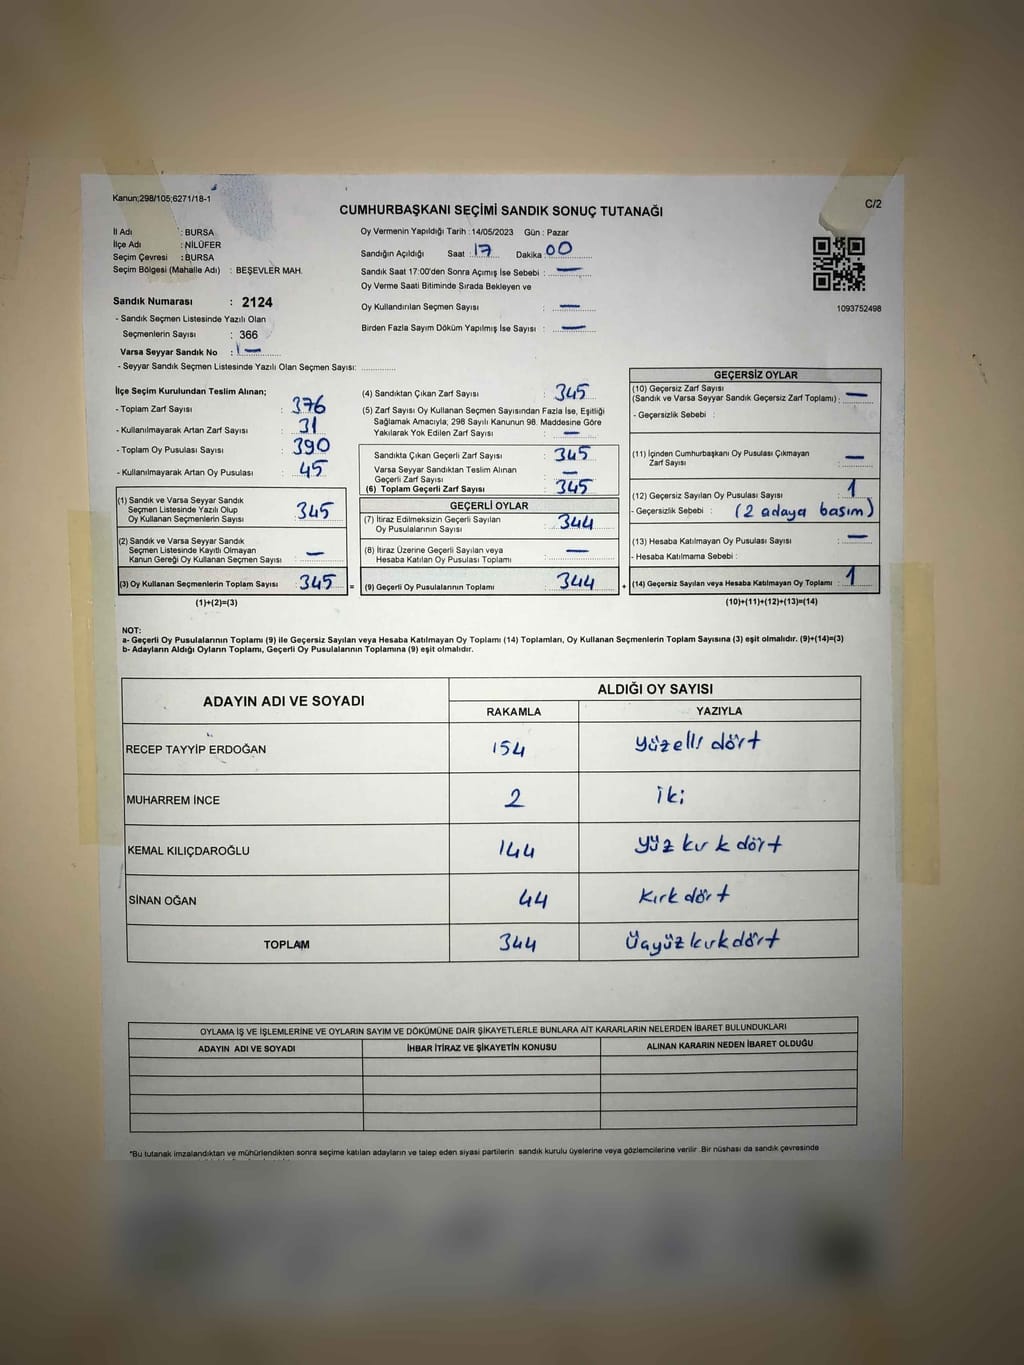 Kanun;298/105;6271/18-1
CUMHURBAŞKANI SEÇİMİ SANDIK SONUÇ TUTANAĞI
C/2
İl Adı : BURSA
İlçe Adı : NİLÜFER
Seçim Çevresi : BURSA
Seçim Bölgesi (Mahalle Adı) : BEŞEVLER MAH.
Oy Vermenin Yapıldığı Tarih : 14/05/2023 Gün : Pazar
Sandığın Açıldığı Saat : 17 Dakika : 00
Sandık Saat 17:00'den Sonra Açımış İse Sebebi : —
Oy Verme Saati Bitiminde Sırada Bekleyen ve
Oy Kullandırılan Seçmen Sayısı : —
Birden Fazla Sayım Döküm Yapılmış İse Sayısı : —
1093752498
Sandık Numarası : 2124
- Sandık Seçmen Listesinde Yazılı Olan
Seçmenlerin Sayısı : 366
Varsa Seyyar Sandık No : —
- Seyyar Sandık Seçmen Listesinde Yazılı Olan Seçmen Sayısı:
İlçe Seçim Kurulundan Teslim Alınan;
- Toplam Zarf Sayısı : 376
- Kullanılmayarak Artan Zarf Sayısı : 31
- Toplam Oy Pusulası Sayısı : 390
- Kullanılmayarak Artan Oy Pusulası : 45
(1) Sandık ve Varsa Seyyar Sandık
Seçmen Listesinde Yazılı Olup
Oy Kullanan Seçmenlerin Sayısı : 345
(2) Sandık ve Varsa Seyyar Sandık
Seçmen Listesinde Kayıtlı Olmayan
Kanun Gereği Oy Kullanan Seçmen Sayısı : —
(3) Oy Kullanan Seçmenlerin Toplam Sayısı : 345 =
(1)+(2)=(3)
(4) Sandıktan Çıkan Zarf Sayısı : 345
(5) Zarf Sayısı Oy Kullanan Seçmen Sayısından Fazla İse, Eşitliği
Sağlamak Amacıyla; 298 Sayılı Kanunun 98. Maddesine Göre
Yakılarak Yok Edilen Zarf Sayısı : —
Sandıkta Çıkan Geçerli Zarf Sayısı : 345
Varsa Seyyar Sandıktan Teslim Alınan
Geçerli Zarf Sayısı : —
(6) Toplam Geçerli Zarf Sayısı : 345
GEÇERLİ OYLAR
(7) İtiraz Edilmeksizin Geçerli Sayılan
Oy Pusulalarının Sayısı : 344
(8) İtiraz Üzerine Geçerli Sayılan veya
Hesaba Katılan Oy Pusulası Toplamı : —
(9) Geçerli Oy Pusulalarının Toplamı : 344 +
GEÇERSİZ OYLAR
(10) Geçersiz Zarf Sayısı
(Sandık ve Varsa Seyyar Sandık Geçersiz Zarf Toplamı) : —
- Geçersizlik Sebebi :
(11) İçinden Cumhurbaşkanı Oy Pusulası Çıkmayan
Zarf Sayısı : —
(12) Geçersiz Sayılan Oy Pusulası Sayısı : 1
- Geçersizlik Sebebi : (2 adaya basım)
(13) Hesaba Katılmayan Oy Pusulası Sayısı : —
- Hesaba Katılmama Sebebi :
(14) Geçersiz Sayılan veya Hesaba Katılmayan Oy Toplamı : 1
(10)+(11)+(12)+(13)=(14)
NOT:
a- Geçerli Oy Pusulalarının Toplamı (9) ile Geçersiz Sayılan veya Hesaba Katılmayan Oy Toplamı (14) Toplamları, Oy Kullanan Seçmenlerin Toplam Sayısına (3) eşit olmalıdır. (9)+(14)=(3)
b- Adayların Aldığı Oyların Toplamı, Geçerli Oy Pusulalarının Toplamına (9) eşit olmalıdır.
ADAYIN ADI VE SOYADI ALDIĞI OY SAYISI
RAKAMLA YAZIYLA
RECEP TAYYİP ERDOĞAN 154 yüzelli dört
MUHARREM İNCE 2 iki
KEMAL KILIÇDAROĞLU 144 yüz kırk dört
SİNAN OĞAN 44 kırk dört
TOPLAM 344 Üçyüz kırkdört
OYLAMA İŞ VE İŞLEMLERİNE VE OYLARIN SAYIM VE DÖKÜMÜNE DAİR ŞİKAYETLERLE BUNLARA AİT KARARLARIN NELERDEN İBARET BULUNDUKLARI
ADAYIN ADI VE SOYADI İHBAR İTİRAZ VE ŞİKAYETİN KONUSU ALINAN KARARIN NEDEN İBARET OLDUĞU
*Bu tutanak imzalandıktan ve mühürlendikten sonra seçime katılan adayların ve talep eden siyasi partilerin sandık kurulu üyelerine veya gözlemcilerine verilir .Bir nüshası da sandık çevresinde